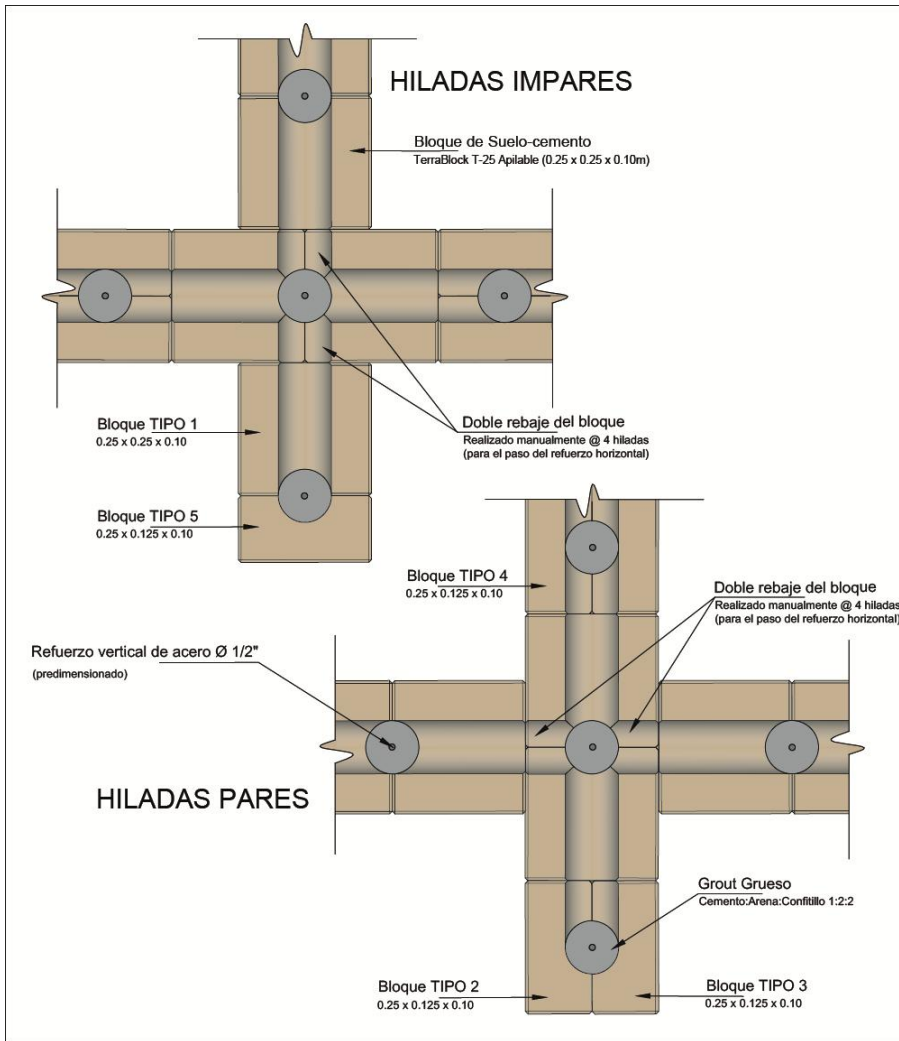 HILADAS IMPARES
Bloque de Suelo-cemento
TerraBlock T-25 Apilable (0.25 x 0.25 x 0.10m)
Bloque TIPO 1
0.25 x 0.25 x 0.10
Doble rebaje del bloque
Realizado manualmente @ 4 hiladas
(para el paso del refuerzo horizontal)
Bloque TIPO 5
0.25 x 0.125 x 0.10
Bloque TIPO 4
0.25 x 0.125 x 0.10
Doble rebaje del bloque
Realizado manualmente @ 4 hiladas
(para el paso del refuerzo horizontal)
Refuerzo vertical de acero Ø 1/2"
(predimensionado)
HILADAS PARES
Grout Grueso
Cemento:Arena:Confitillo 1:2:2
Bloque TIPO 2
0.25 x 0.125 x 0.10
Bloque TIPO 3
0.25 x 0.125 x 0.10